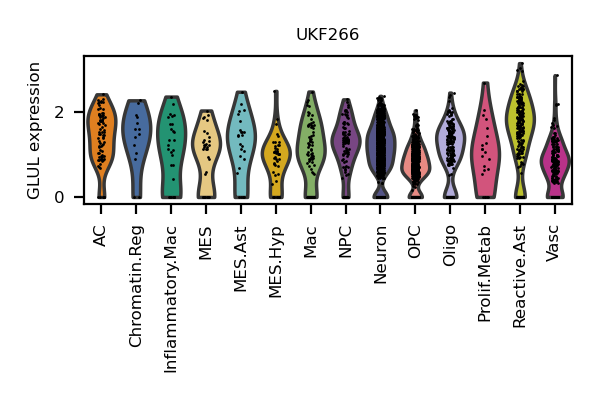 UKF266
GLUL expression
2
0
AC
Chromatin.Reg
Inflammatory.Mac
MES
MES.Ast
MES.Hyp
Mac
NPC
Neuron
OPC
Oligo
Prolif.Metab
Reactive.Ast
Vasc